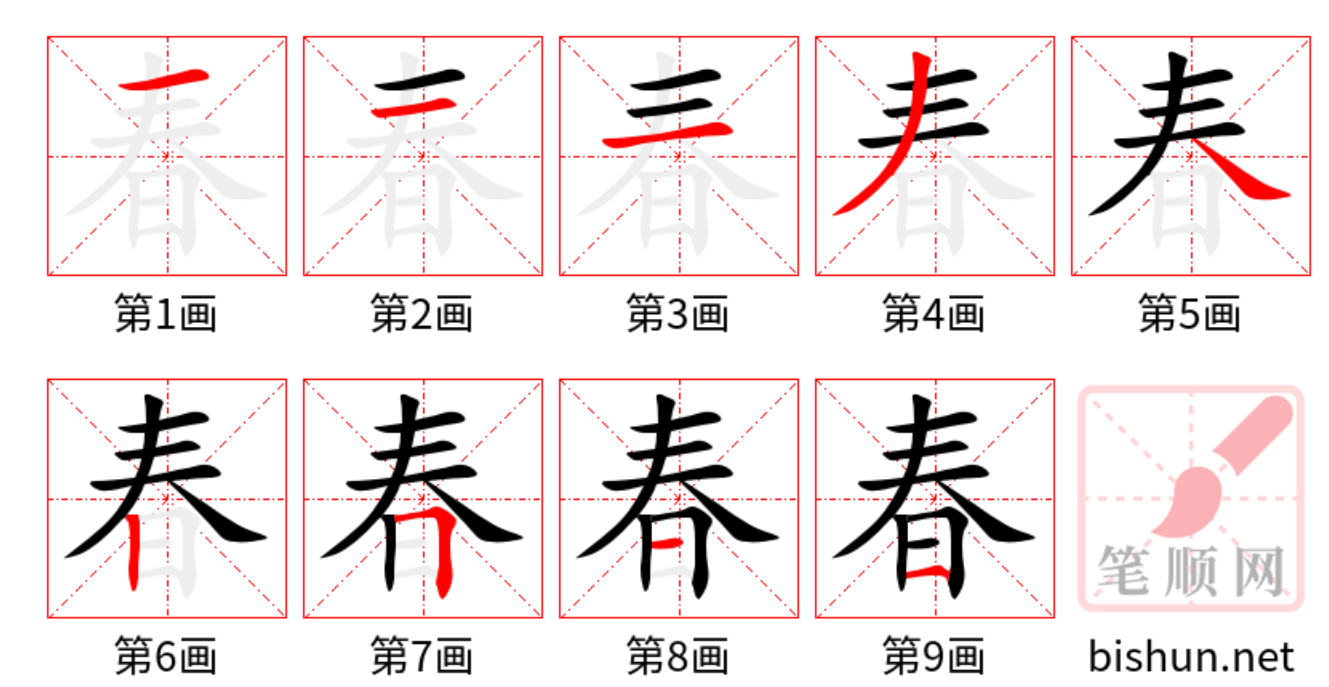 春 春 春 春 春
第1画 第2画 第3画 第4画 第5画
春 春 春 春 笔顺网
第6画 第7画 第8画 第9画 bishun.net